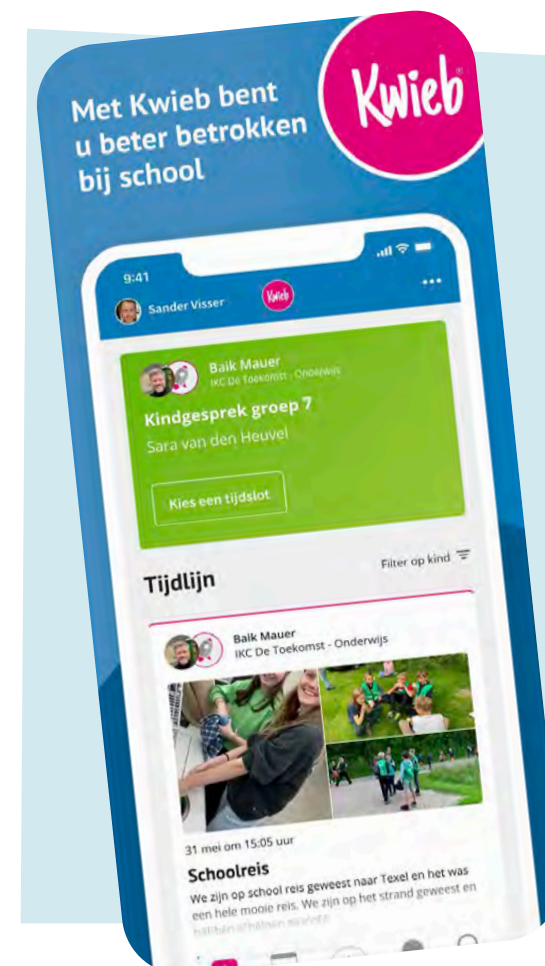 Met Kwieb bent
u beter betrokken
bij school
Kwieb
9:41
Sander Visser
Kwieb
Baik Mauer
IKC De Toekomst - Onderwijs
Kindgesprek groep 7
Sara van den Heuvel
Kies een tijdslot
Tijdlijn
Filter op kind
Baik Mauer
IKC De Toekomst - Onderwijs
31 mei om 15:05 uur
Schoolreis
We zijn op school reis geweest naar Texel en het was
een hele mooie reis. We zijn op het strand geweest en